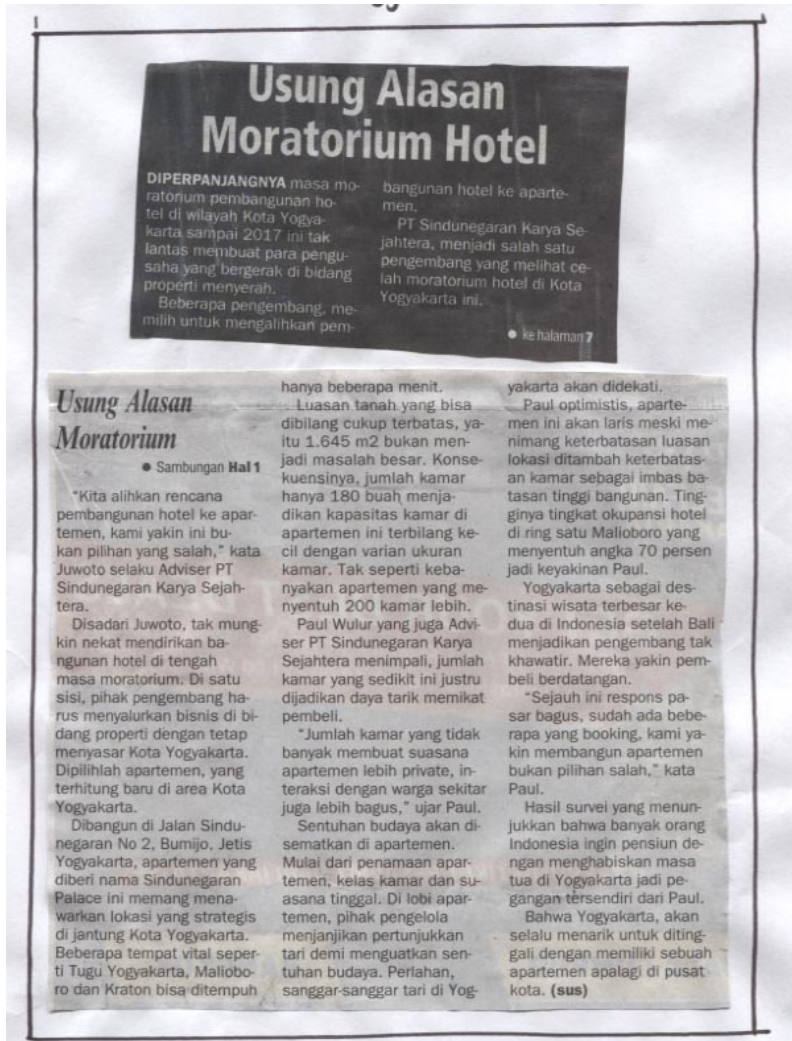 Usung Alasan
Moratorium Hotel
DIPERPANJANGNYA masa mo-
ratorium pembangunan ho-
tel di wilayah Kota Yogya-
karta sampai 2017 ini tak
lantas membuat para pengu-
saha yang bergerak di bidang
properti menyerah.
Beberapa pengembang, me-
milih untuk mengalihkan pem-
bangunan hotel ke aparte-
men.
PT Sindunegaran Karya Se-
jahtera, menjadi salah satu
pengembang yang melihat ce-
lah moratorium hotel di Kota
Yogyakarta ini.
● ke halaman 7
Usung Alasan
Moratorium
● Sambungan Hal 1
"Kita alihkan rencana
pembangunan hotel ke apar-
temen, kami yakin ini bu-
kan pilihan yang salah," kata
Juwoto selaku Adviser PT
Sindunegaran Karya Sejah-
tera.
Disadari Juwoto, tak mung-
kin nekat mendirikan ba-
ngunan hotel di tengah
masa moratorium. Di satu
sisi, pihak pengembang ha-
rus menyalurkan bisnis di bi-
dang properti dengan tetap
menyasar Kota Yogyakarta.
Dipilihlah apartemen, yang
terhitung baru di area Kota
Yogyakarta.
Dibangun di Jalan Sindu-
negaran No 2, Bumijo, Jetis
Yogyakarta, apartemen yang
diberi nama Sindunegaran
Palace ini memang mena-
warkan lokasi yang strategis
di jantung Kota Yogyakarta.
Beberapa tempat vital seper-
ti Tugu Yogyakarta, Maliobo-
ro dan Kraton bisa ditempuh
hanya beberapa menit.
Luasan tanah yang bisa
dibilang cukup terbatas, ya-
itu 1.645 m2 bukan men-
jadi masalah besar. Konse-
kuensinya, jumlah kamar
hanya 180 buah menja-
dikan kapasitas kamar di
apartemen ini terbilang ke-
cil dengan varian ukuran
kamar. Tak seperti keba-
nyakan apartemen yang me-
nyentuh 200 kamar lebih.
Paul Wulur yang juga Advi-
ser PT Sindunegaran Karya
Sejahtera menimpali, jumlah
kamar yang sedikit ini justru
dijadikan daya tarik memikat
pembeli.
"Jumlah kamar yang tidak
banyak membuat suasana
apartemen lebih private, in-
teraksi dengan warga sekitar
juga lebih bagus," ujar Paul.
Sentuhan budaya akan di-
sematkan di apartemen.
Mulai dari penamaan apar-
temen, kelas kamar dan su-
asana tinggal. Di lobi apar-
temen, pihak pengelola
menjanjikan pertunjukkan
tari demi menguatkan sen-
tuhan budaya. Perlahan,
sanggar-sanggar tari di Yog-
yakarta akan didekati.
Paul optimistis, aparte-
men ini akan laris meski me-
nimang keterbatasan luasan
lokasi ditambah keterbatas-
an kamar sebagai imbas ba-
tasan tinggi bangunan. Ting-
ginya tingkat okupansi hotel
di ring satu Malioboro yang
menyentuh angka 70 persen
jadi keyakinan Paul.
Yogyakarta sebagai des-
tinasi wisata terbesar ke-
dua di Indonesia setelah Bali
menjadikan pengembang tak
khawatir. Mereka yakin pem-
beli berdatangan.
"Sejauh ini respons pa-
sar bagus, sudah ada bebe-
rapa yang booking, kami ya-
kin membangun apartemen
bukan pilihan salah," kata
Paul.
Hasil survei yang menun-
jukkan bahwa banyak orang
Indonesia ingin pensiun de-
ngan menghabiskan masa
tua di Yogyakarta jadi pe-
gangan tersendiri dari Paul.
Bahwa Yogyakarta, akan
selalu menarik untuk diting-
gali dengan memiliki sebuah
apartemen apalagi di pusat
kota. (sus)